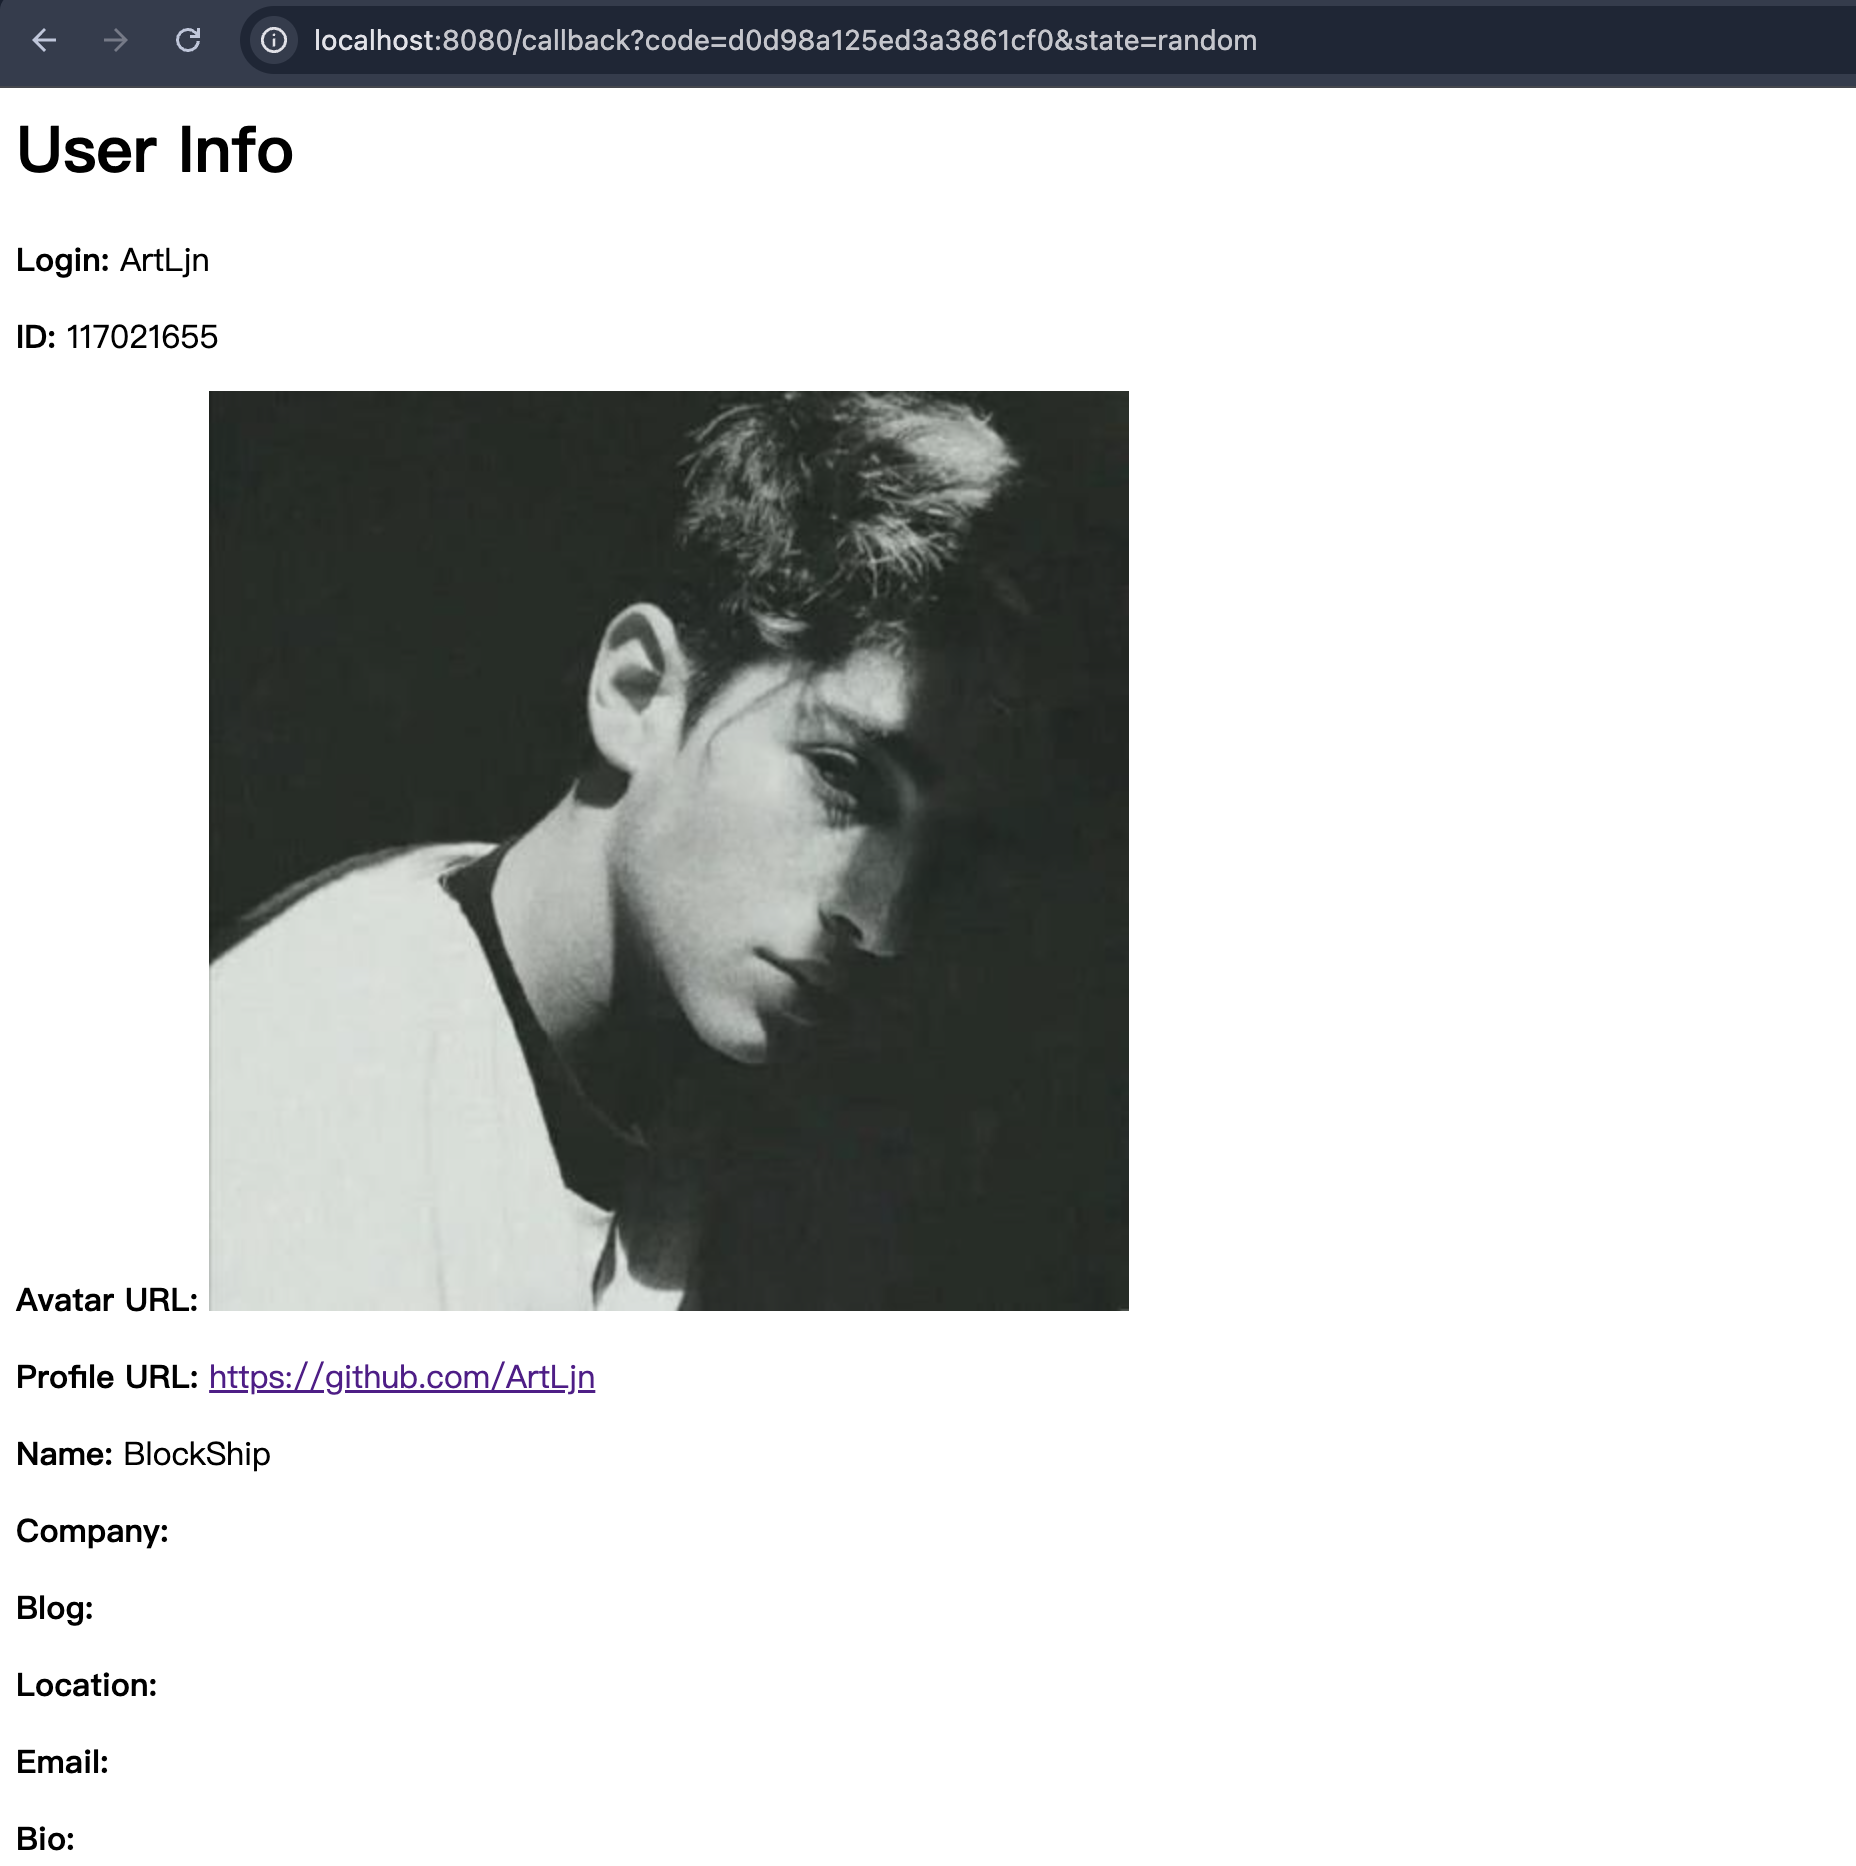 localhost:8080/callback?code=d0d98a125ed3a3861cf0&state=random
User Info
Login: ArtLjn
ID: 117021655
Avatar URL:
Profile URL: https://github.com/ArtLjn
Name: BlockShip
Company:
Blog:
Location:
Email:
Bio: